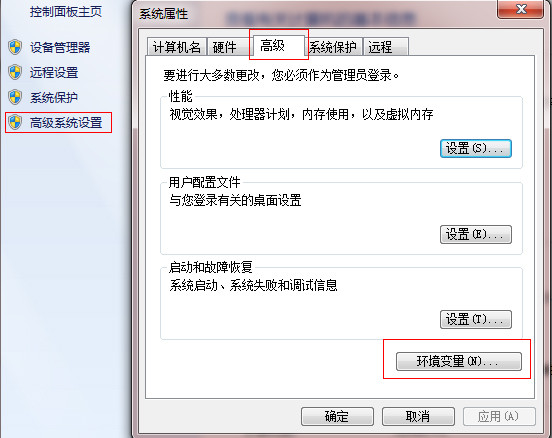 控制面板主页
设备管理器
远程设置
系统保护
高级系统设置
系统属性
计算机名 硬件 高级 系统保护 远程
要进行大多数更改，您必须作为管理员登录。
性能
视觉效果，处理器计划，内存使用，以及虚拟内存
设置(S)...
用户配置文件
与您登录有关的桌面设置
设置(E)...
启动和故障恢复
系统启动、系统失败和调试信息
设置(T)...
环境变量(N)...
确定 取消 应用(A)